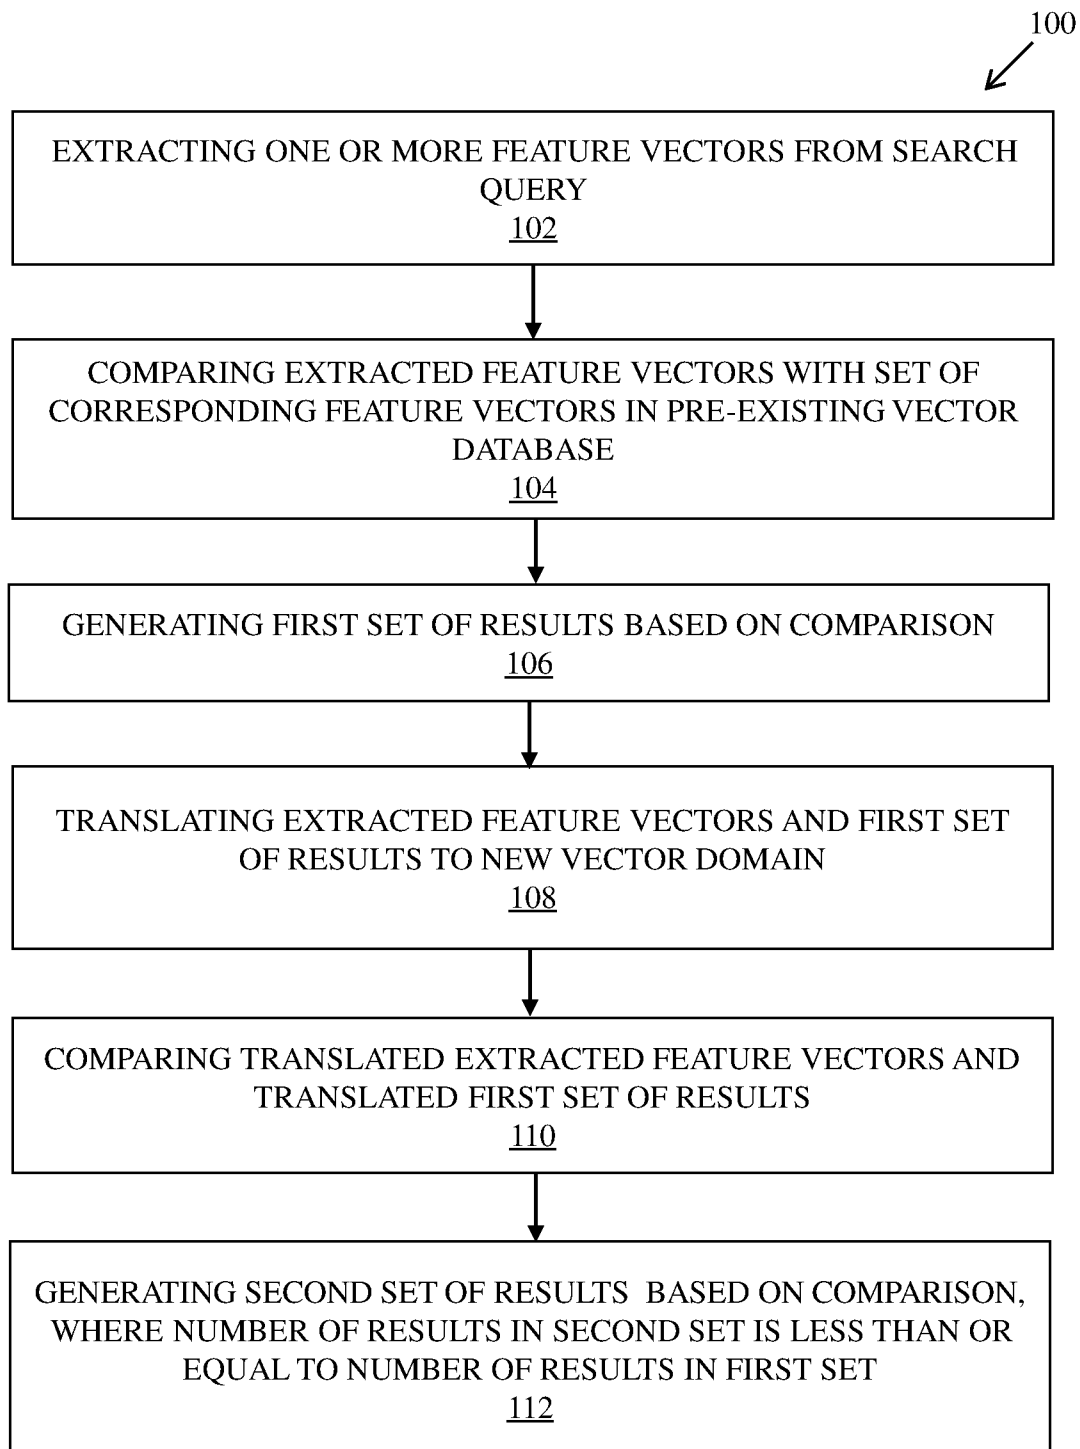 100
EXTRACTING ONE OR MORE FEATURE VECTORS FROM SEARCH
QUERY
102
COMPARING EXTRACTED FEATURE VECTORS WITH SET OF
CORRESPONDING FEATURE VECTORS IN PRE-EXISTING VECTOR
DATABASE
104
GENERATING FIRST SET OF RESULTS BASED ON COMPARISON
106
TRANSLATING EXTRACTED FEATURE VECTORS AND FIRST SET
OF RESULTS TO NEW VECTOR DOMAIN
108
COMPARING TRANSLATED EXTRACTED FEATURE VECTORS AND
TRANSLATED FIRST SET OF RESULTS
110
GENERATING SECOND SET OF RESULTS BASED ON COMPARISON,
WHERE NUMBER OF RESULTS IN SECOND SET IS LESS THAN OR
EQUAL TO NUMBER OF RESULTS IN FIRST SET
112